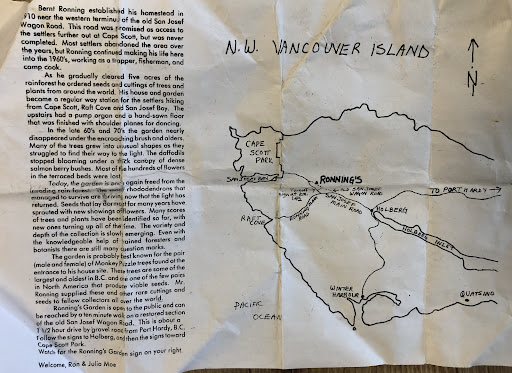 Bernt Ronning established his homestead in
1910 near the western terminus of the old San Josef
Wagon Road. This road was promised as access to
the settlers further out at Cape Scott, but was never
completed. Most settlers abandoned the area over
the years, but Ronning continued making his life here
into the 1960's, working as a trapper, fisherman, and
camp cook.
As he gradually cleared five acres of the
rainforest he ordered seeds and cuttings of trees and
plants from around the world. His house and garden
became a regular way station for the settlers hiking
from Cape Scott, Raft Cove and San Josef Bay. The
upstairs had a pump organ and a hand-sawn floor
that was finished with shoulder planes for dancing.
In the late 60's and 70's the garden nearly
disappeared under the encroaching brush and alders.
Many of the trees grew into unusual shapes as they
struggled to find their way to the light. The daffodils
stopped blooming under a thick canopy of dense
salmon berry bushes. Most of the hundreds of flowers
in the terraced beds were lost.
Today, the garden is once again freed from the
invading rainforest. The rhododendrons that
managed to survive are thriving now that the light has
returned. Seeds that lay dormant for many years have
sprouted with new showings of flowers. Many scores
of trees and plants have been identified so far, with
new ones turning up all of the time. The variety and
depth of the collection is slowly emerging. Even with
the knowledgeable help of trained foresters and
botanists there are still many question marks.
The garden is probably best known for the pair
(male and female) of Monkey Puzzle trees found at the
entrance to his house site. These trees are some of the
largest and oldest in B.C. and are one of the few pairs
in North America that produce viable seeds. Mr.
Ronning supplied these and other rare cuttings and
seeds to fellow collectors all over the world.
Ronning's Garden is open to the public and can
be reached by a ten minute walk on a restored section
of the old San Josef Wagon Road. This is about a
1 1/2 hour drive by gravel road from Port Hardy, B.C.
Follow the signs to Holberg, and then the signs toward
Cape Scott Park.
Watch for the Ronning's Garden sign on your right.
Welcome, Ron & Julia Moe
N.W. VANCOUVER ISLAND
N
CAPE
SCOTT
PARK
SAN JOSEF BAY
RONNING'S
OLD SAN JOSEF
WAGON ROAD
SAN JOSEF
MAIN ROAD
TO PORT HARDY
HOLBERG
HOLBERG INLET
RAFT
COVE
WINTER
HARBOUR
QUATSINO
PACIFIC
OCEAN